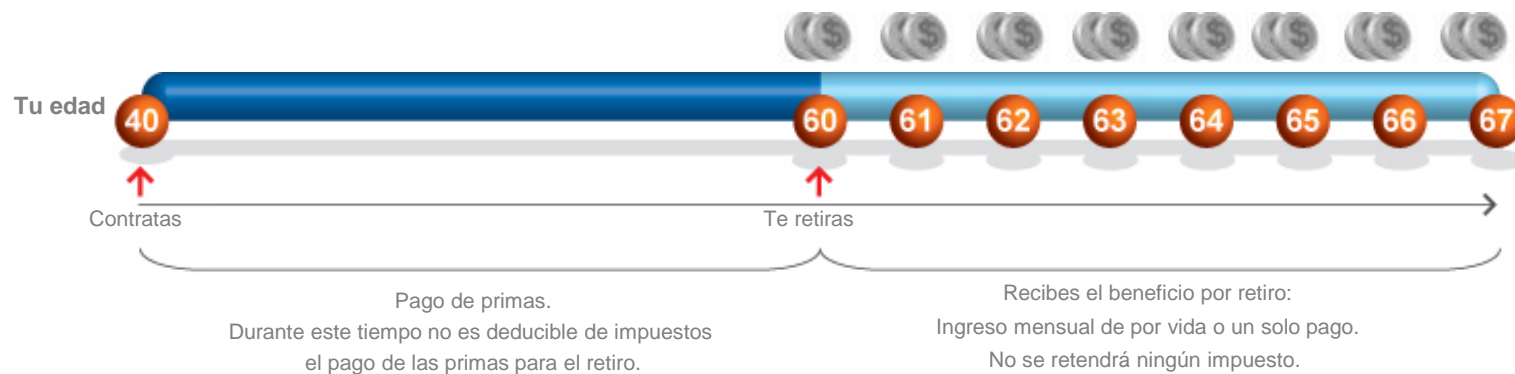 $ $ $ $ $ $ $ $
Tu edad 40 60 61 62 63 64 65 66 67
Contratas Te retiras
Pago de primas.
Durante este tiempo no es deducible de impuestos
el pago de las primas para el retiro.
Recibes el beneficio por retiro:
Ingreso mensual de por vida o un solo pago.
No se retendrá ningún impuesto.